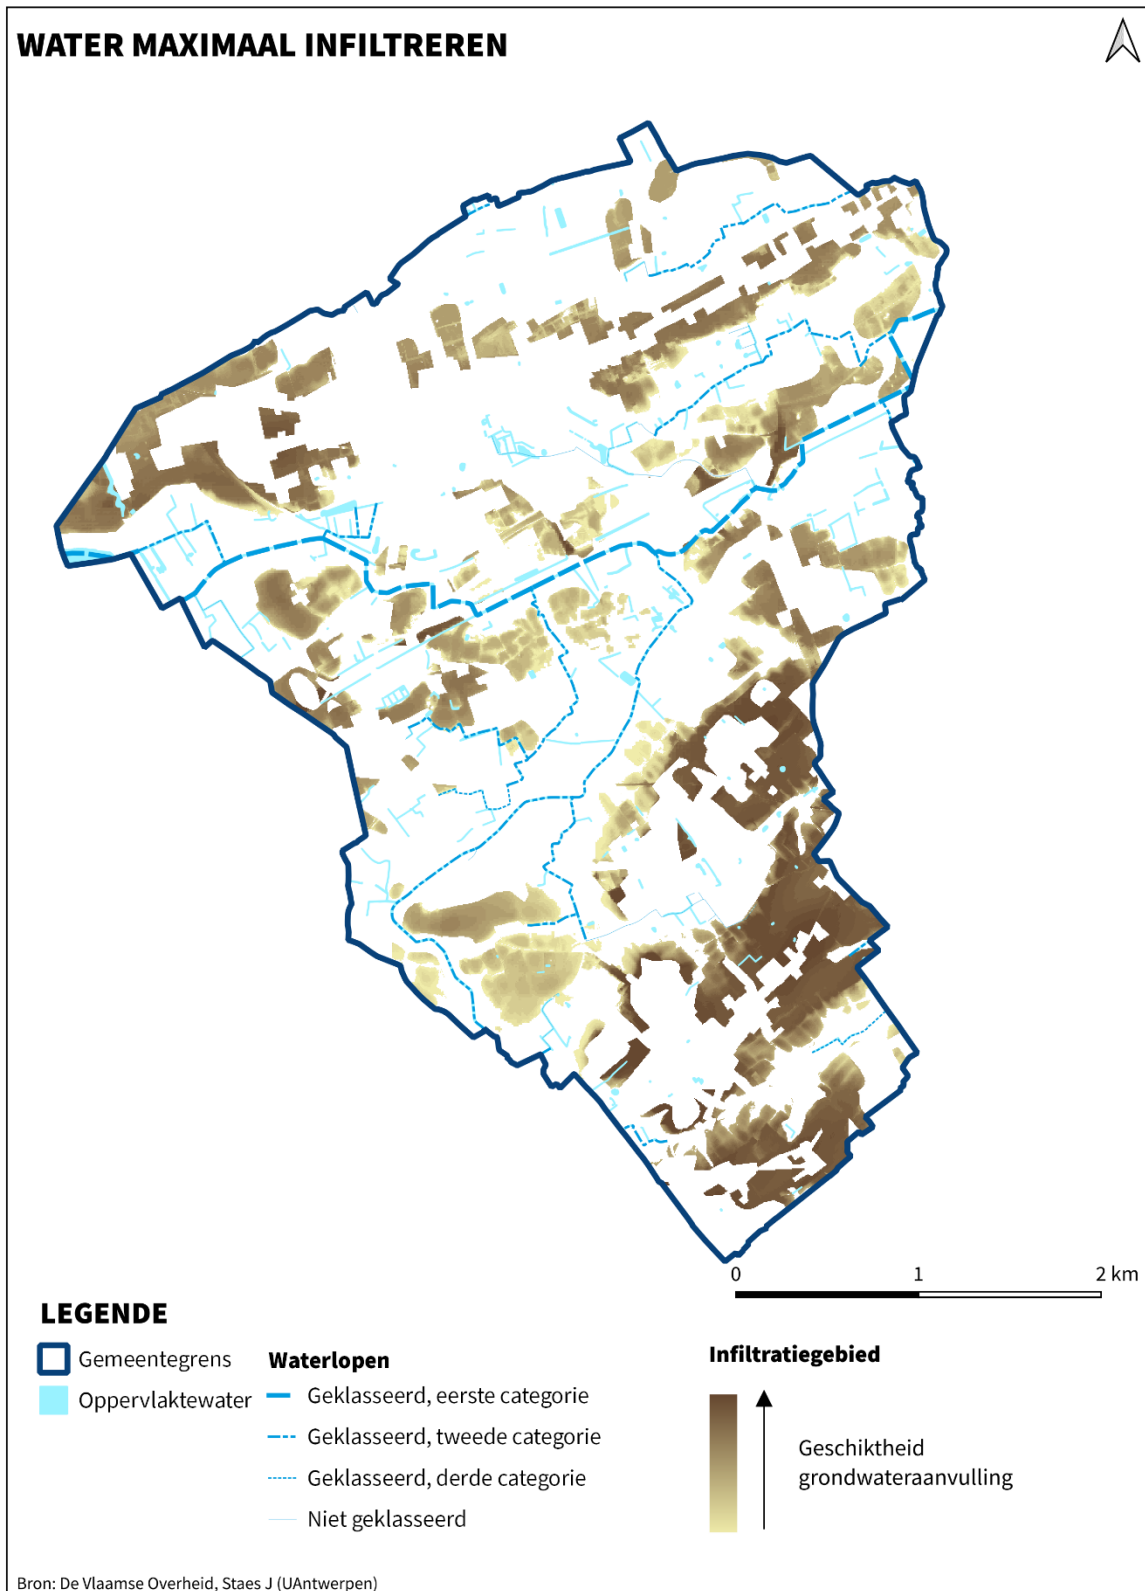 WATER MAXIMAAL INFILTREREN
0 1 2 km
LEGENDE
Gemeentegrens
Oppervlaktewater
Waterlopen
Geklasseerd, eerste categorie
Geklasseerd, tweede categorie
Geklasseerd, derde categorie
Niet geklasseerd
Infiltratiegebied
Geschiktheid
grondwateraanvulling
Bron: De Vlaamse Overheid, Staes J (UAntwerpen)